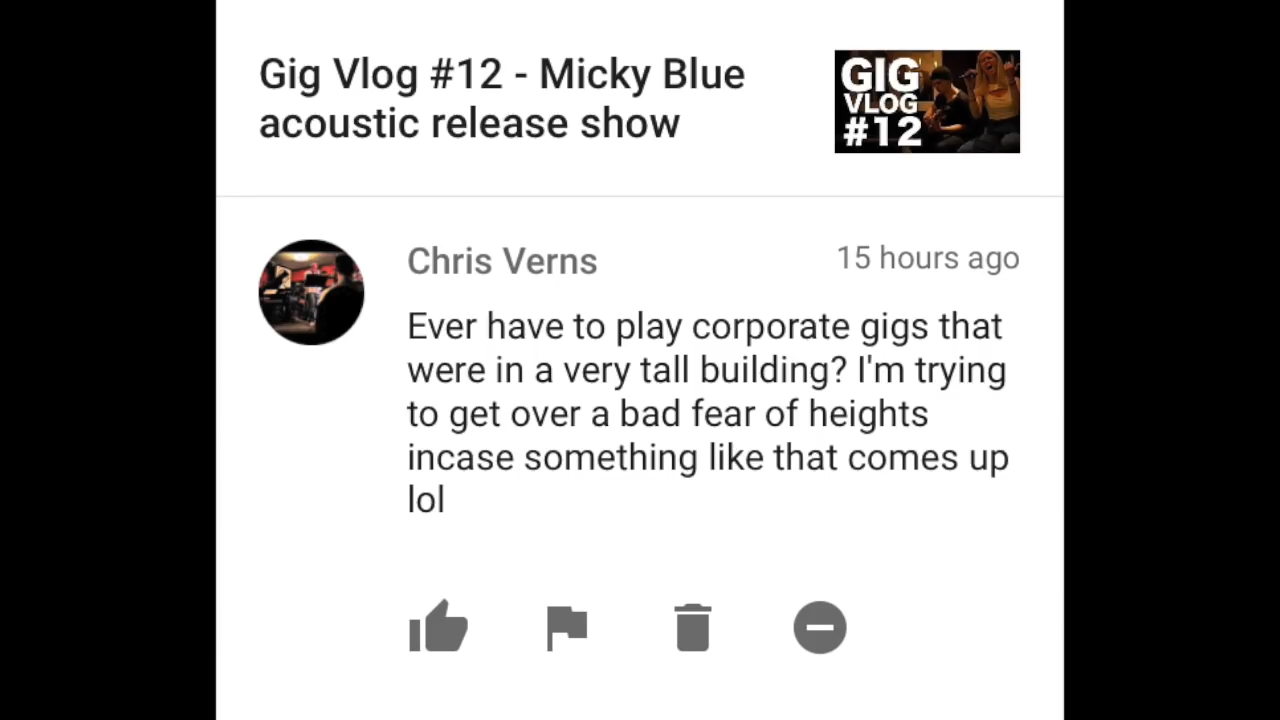 Gig Vlog #12 - Micky Blue
acoustic release show
GIG
VLOG
#12
Chris Verns
15 hours ago
Ever have to play corporate gigs that
were in a very tall building? I'm trying
to get over a bad fear of heights
incase something like that comes up
lol